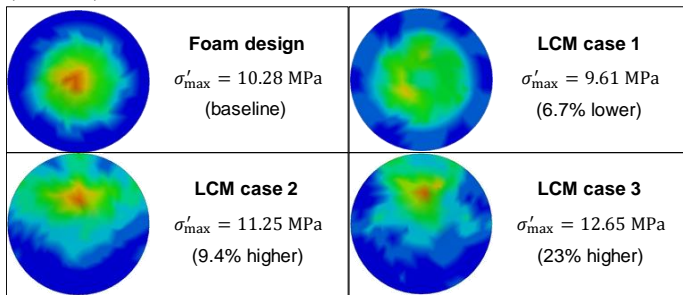 Foam design
σ′max = 10.28 MPa
(baseline)
LCM case 1
σ′max = 9.61 MPa
(6.7% lower)
LCM case 2
σ′max = 11.25 MPa
(9.4% higher)
LCM case 3
σ′max = 12.65 MPa
(23% higher)